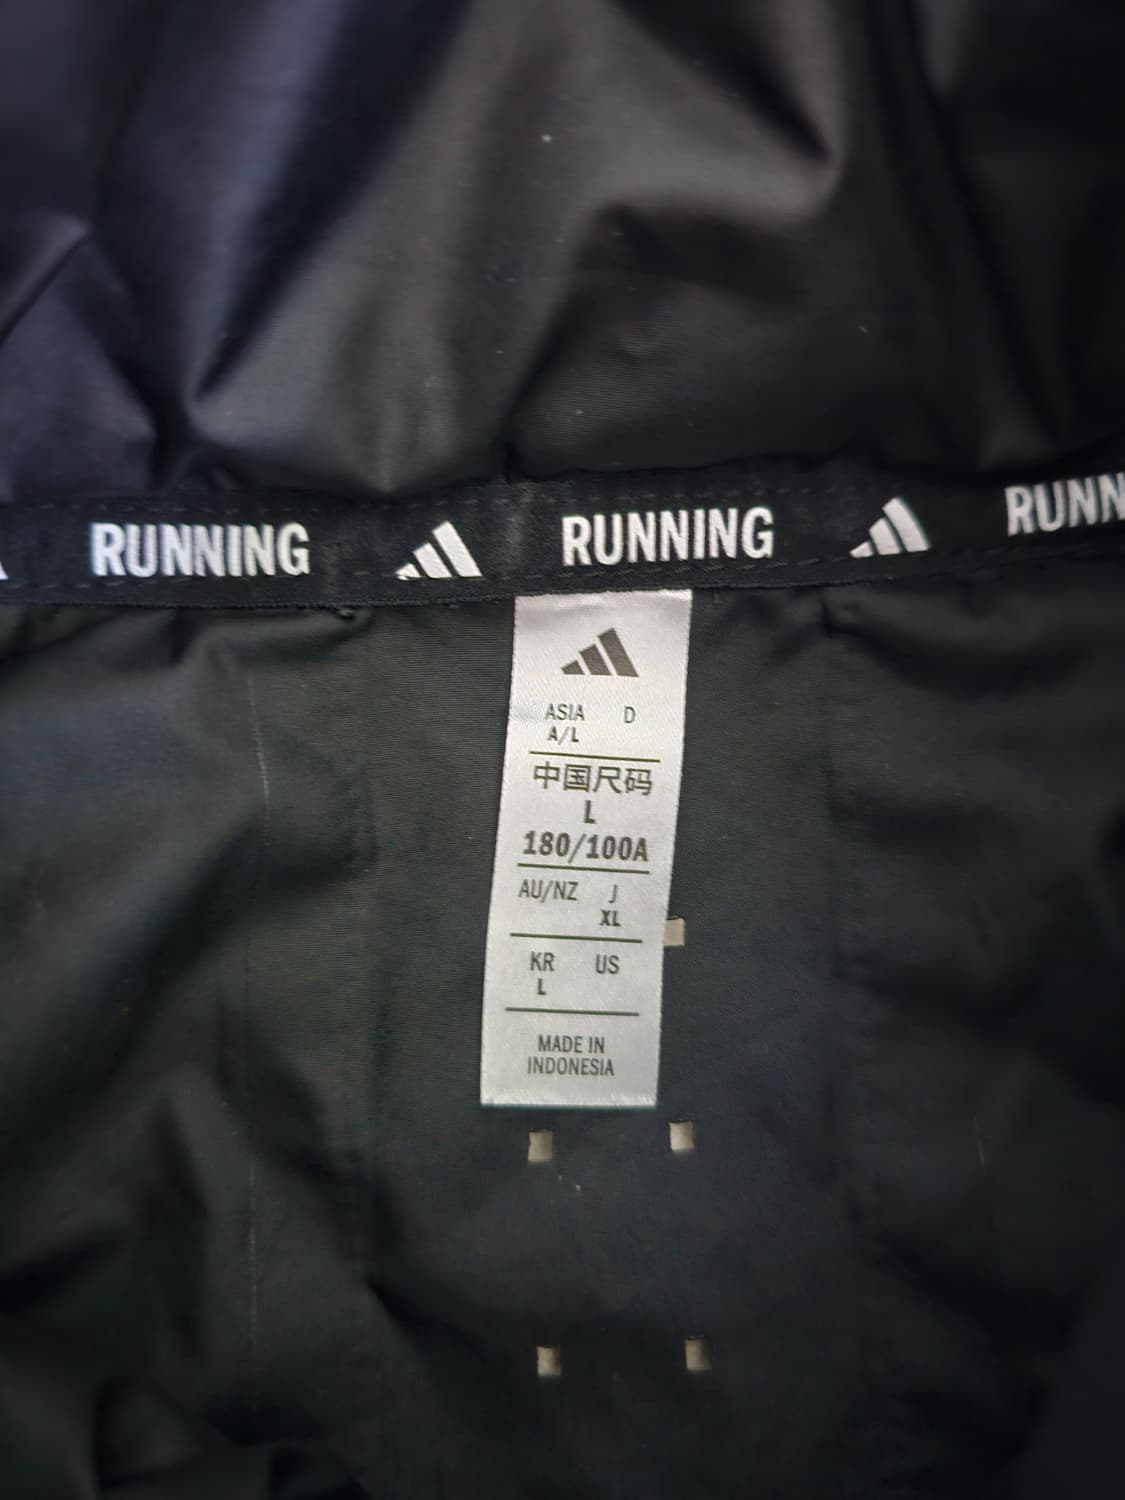 RUNNING RUNNING RUNN
ASIA D
A/L
中国尺码
L
180/100A
AU/NZ J
XL
KR US
L
MADE IN
INDONESIA